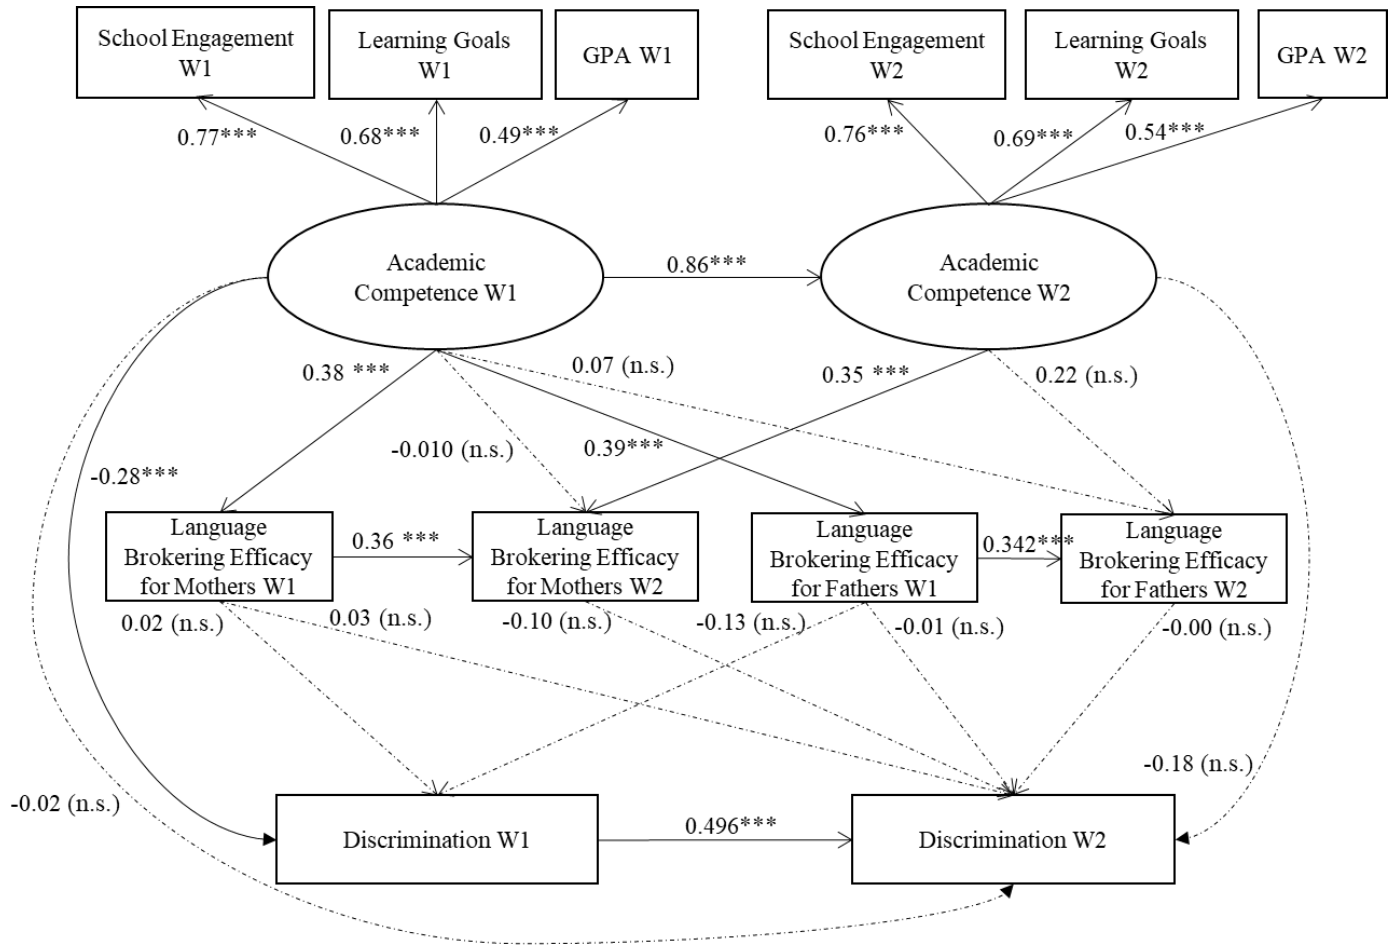 School Engagement
W1
Learning Goals
W1
GPA W1
School Engagement
W2
Learning Goals
W2
GPA W2
0.77***
0.68***
0.49***
0.76***
0.69***
0.54***
Academic
Competence W1
0.86***
Academic
Competence W2
0.38 ***
0.07 (n.s.)
0.35 ***
0.22 (n.s.)
-0.010 (n.s.)
0.39***
-0.28***
Language
Brokering Efficacy
for Mothers W1
0.36 ***
Language
Brokering Efficacy
for Mothers W2
Language
Brokering Efficacy
for Fathers W1
0.342***
Language
Brokering Efficacy
for Fathers W2
0.02 (n.s.)
0.03 (n.s.)
-0.10 (n.s.)
-0.13 (n.s.)
-0.01 (n.s.)
-0.00 (n.s.)
-0.02 (n.s.)
-0.18 (n.s.)
Discrimination W1
0.496***
Discrimination W2